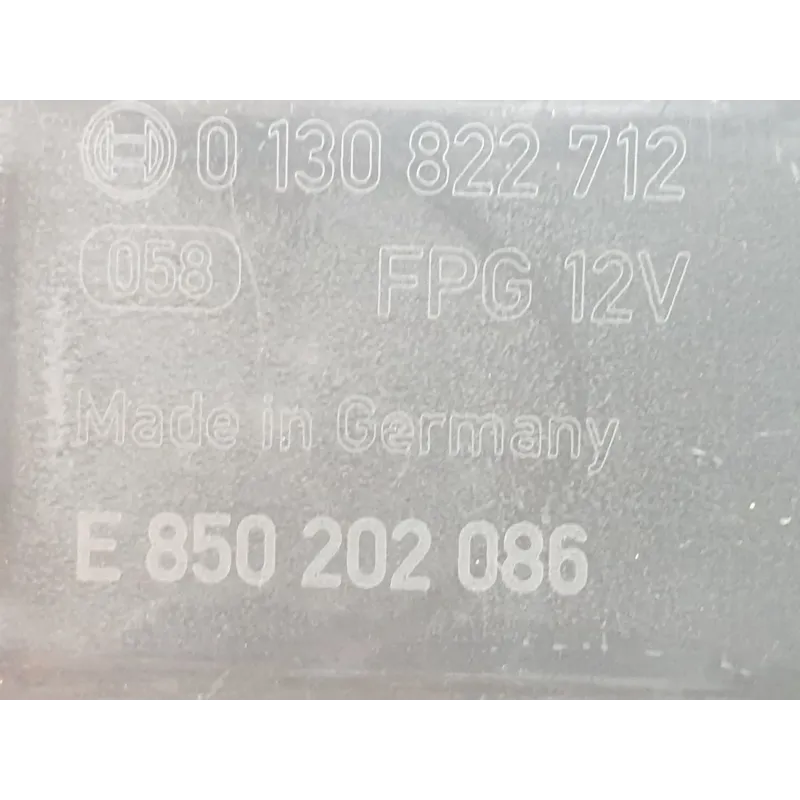 0 130 822 712
058 FPG 12V
Made in Germany
E 850 202 086